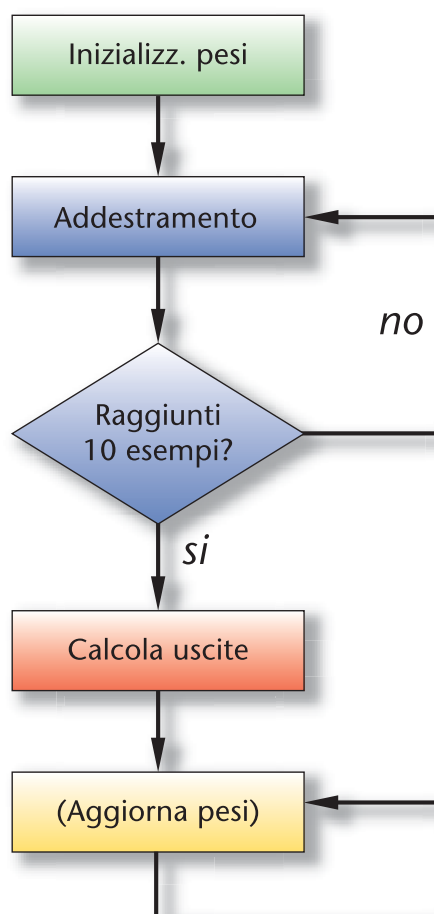 Inizializz. pesi
Addestramento
no
Raggiunti
10 esempi?
si
Calcola uscite
(Aggiorna pesi)